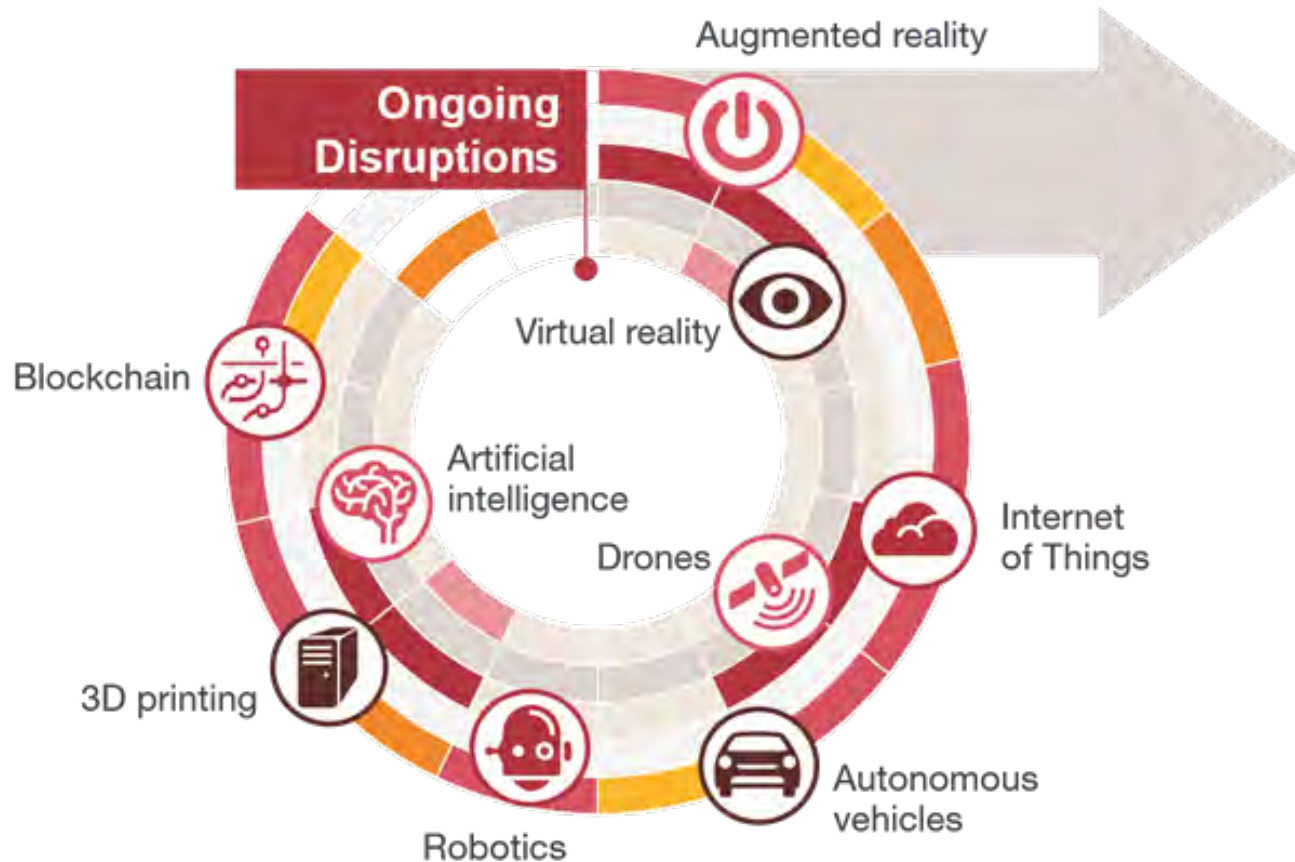 Augmented reality
Ongoing
Disruptions
Virtual reality
Blockchain
Artificial
intelligence
Internet
of Things
Drones
3D printing
Autonomous
vehicles
Robotics